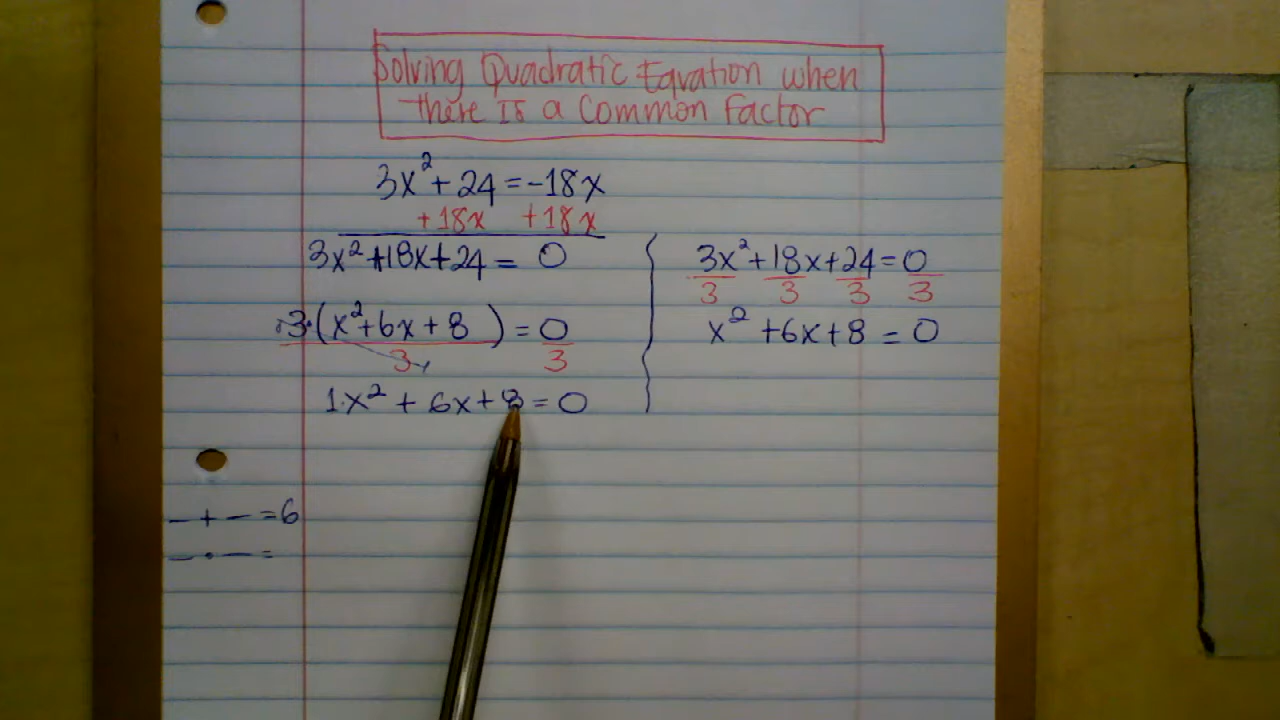 Solving Quadratic Equation when
there Is a Common Factor
3x² + 24 = -18x
+18x +18x
3x² + 18x + 24 = 0
3·(x² + 6x + 8) = 0
3 3
1·x² + 6x + 8 = 0
3x² + 18x + 24 = 0
3 3 3 3
x² + 6x + 8 = 0
_ + _ = 6
_ · _ =